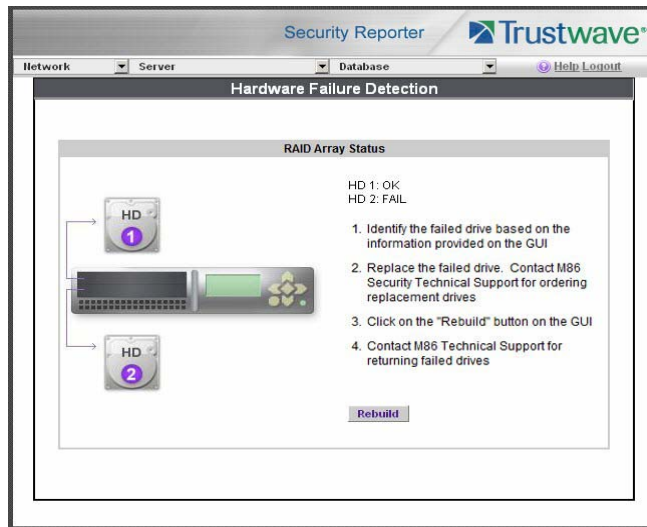 Security Reporter Trustwave®
Network Server Database Help Logout
Hardware Failure Detection
RAID Array Status
HD 1: OK
HD 2: FAIL
HD
1
1. Identify the failed drive based on the
information provided on the GUI
2. Replace the failed drive. Contact M86
Security Technical Support for ordering
replacement drives
3. Click on the "Rebuild" button on the GUI
4. Contact M86 Technical Support for
returning failed drives
HD
2
Rebuild